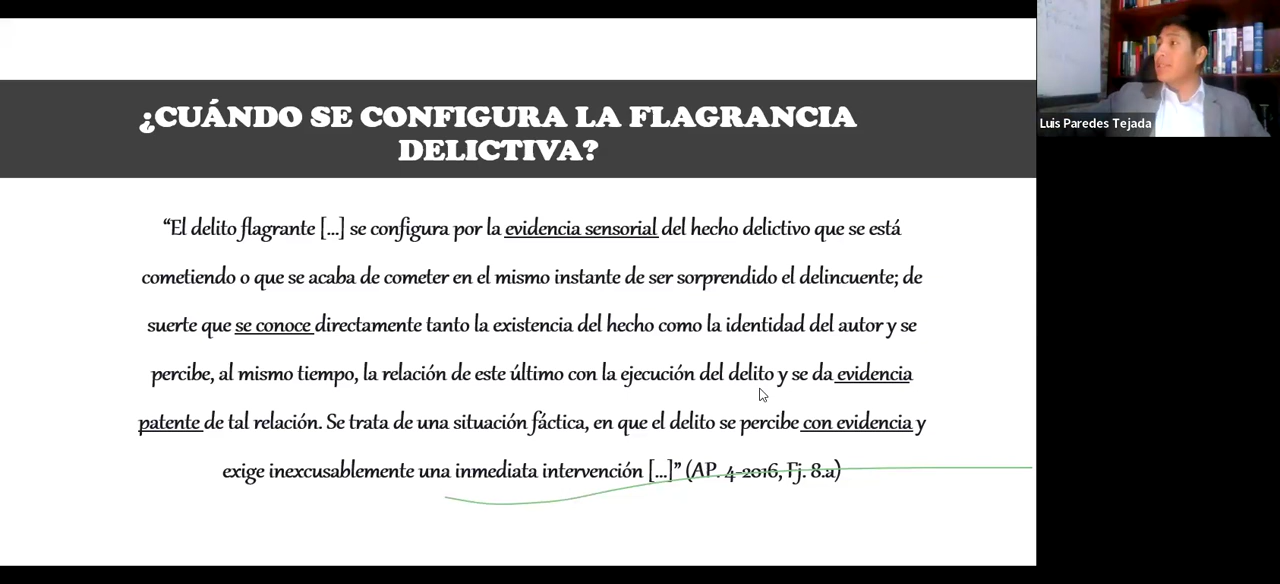 ¿CUÁNDO SE CONFIGURA LA FLAGRANCIA
DELICTIVA?
“El delito flagrante [...] se configura por la evidencia sensorial del hecho delictivo que se está
cometiendo o que se acaba de cometer en el mismo instante de ser sorprendido el delincuente; de
suerte que se conoce directamente tanto la existencia del hecho como la identidad del autor y se
percibe, al mismo tiempo, la relación de este último con la ejecución del delito y se da evidencia
patente de tal relación. Se trata de una situación fáctica, en que el delito se percibe con evidencia y
exige inexcusablemente una inmediata intervención [...]” (AP. 4-2016, Fj. 8.a)
Luis Paredes Tejada